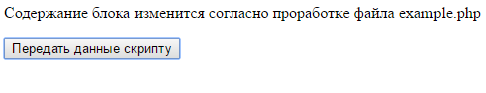 Содержание блока изменится согласно проработке файла example.php
Передать данные скрипту